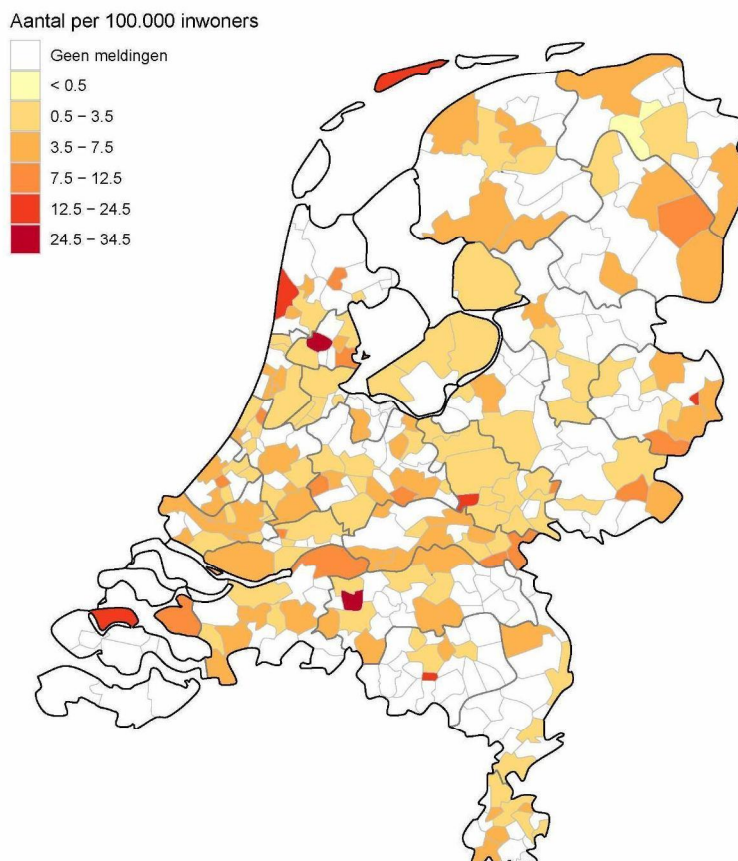 Aantal per 100.000 inwoners
Geen meldingen
< 0.5
0.5 – 3.5
3.5 – 7.5
7.5 – 12.5
12.5 – 24.5
24.5 – 34.5